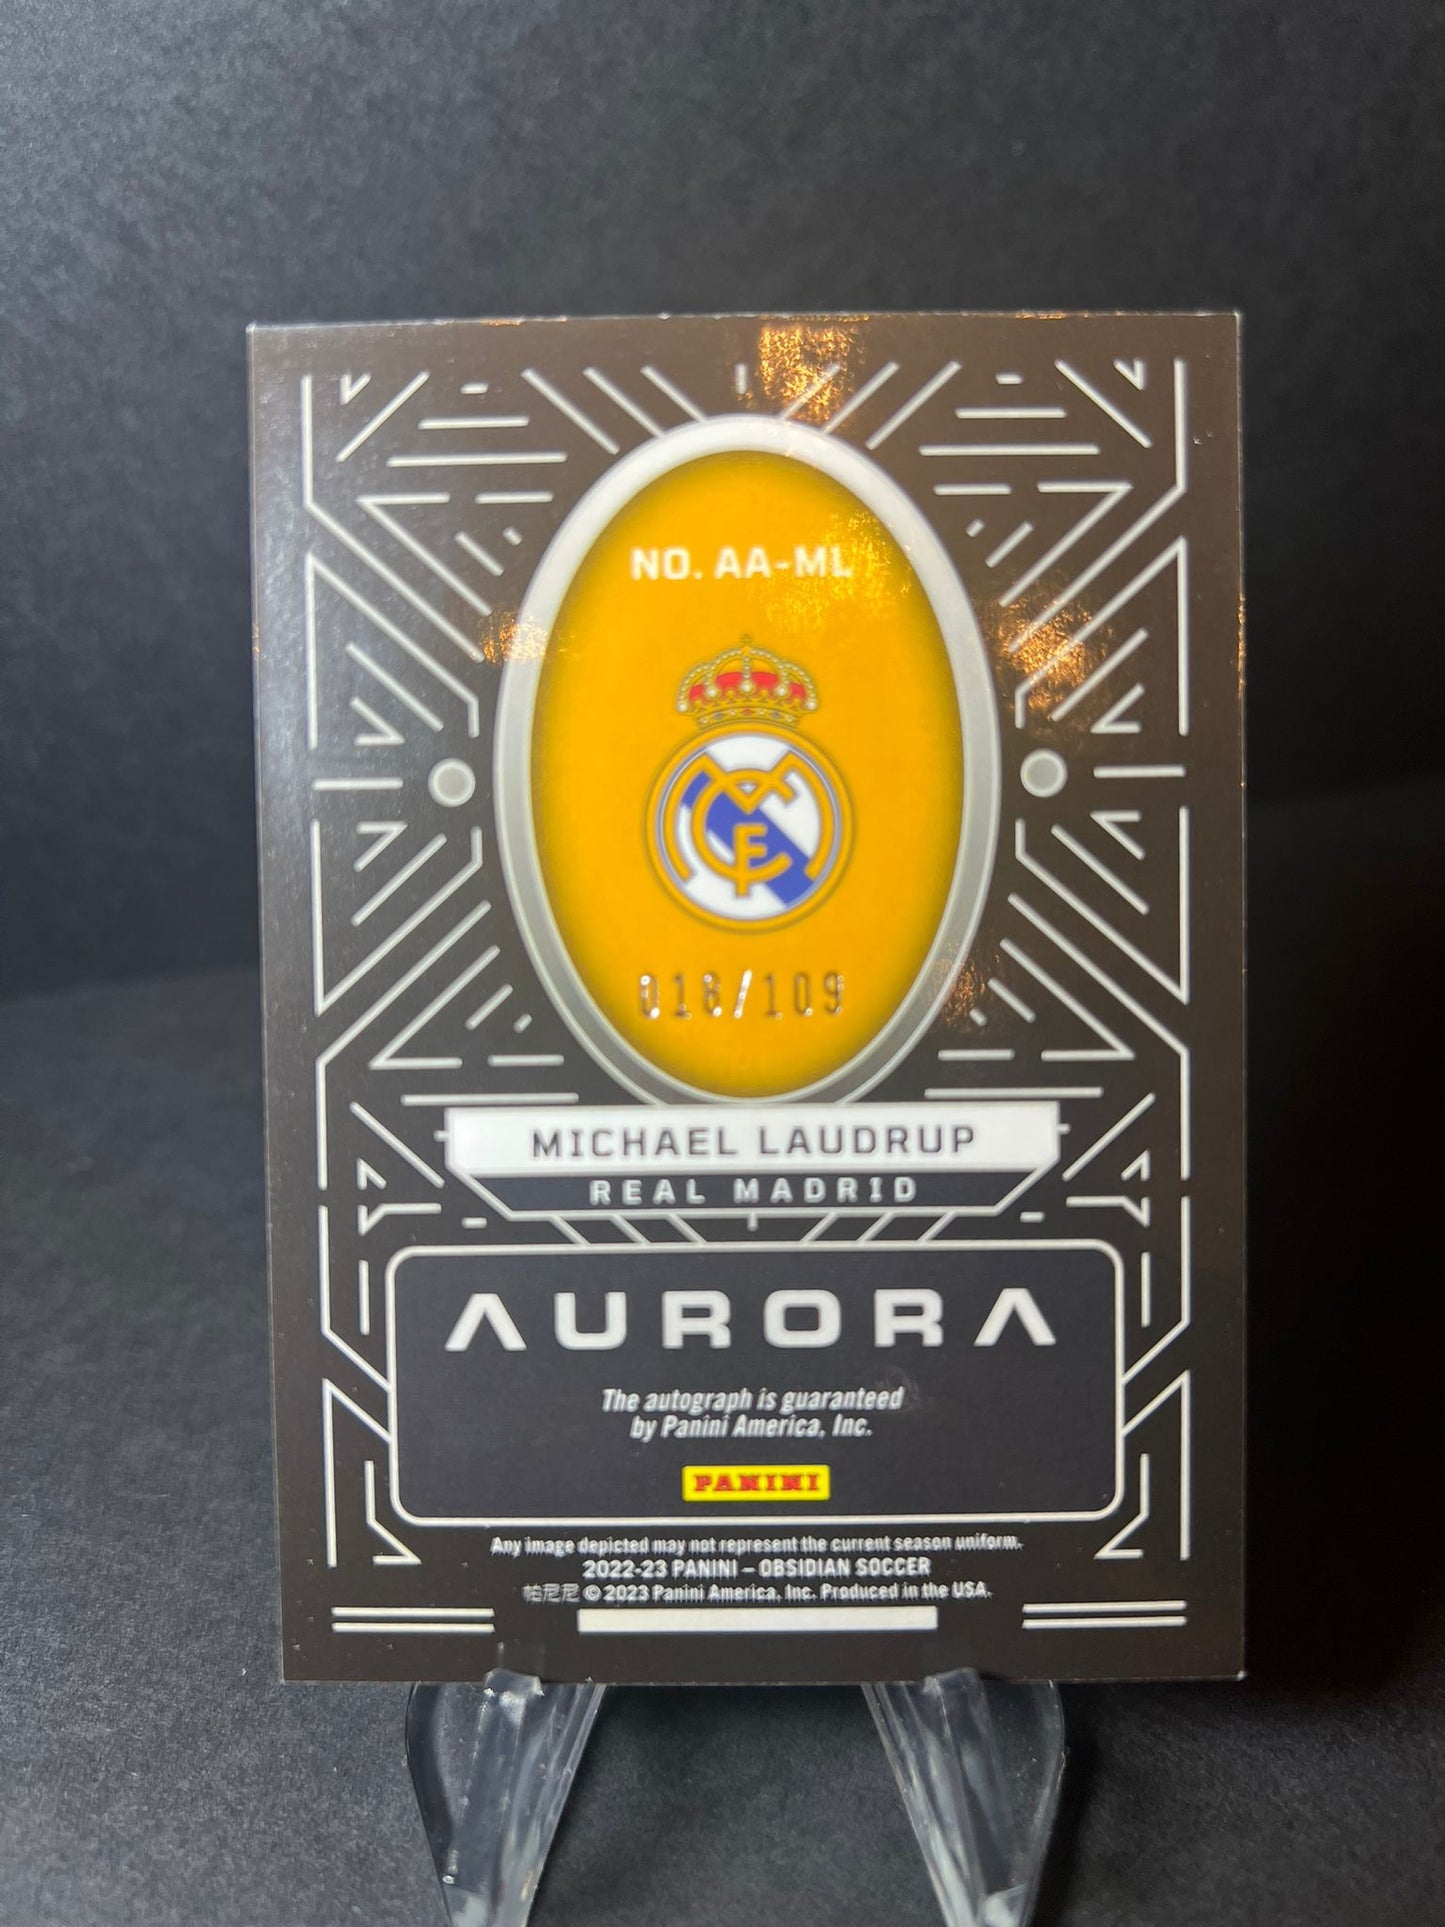 NO. AA-ML
018/109
MICHAEL LAUDRUP
REAL MADRID
AURORA
The autograph is guaranteed
by Panini America, Inc.
PANINI
Any image depicted may not represent the current season uniform.
2022-23 PANINI – OBSIDIAN SOCCER
帕尼尼 © 2023 Panini America, Inc. Produced in the USA.